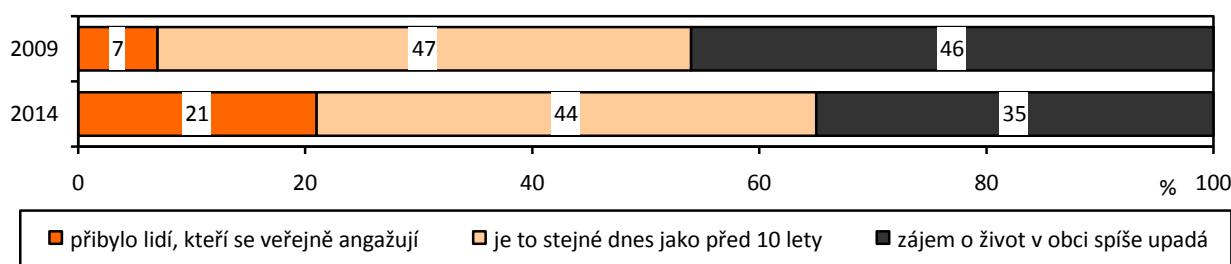 2009 7 47 46
2014 21 44 35
0 20 40 60 80 % 100
přibylo lidí, kteří se veřejně angažují je to stejné dnes jako před 10 lety zájem o život v obci spíše upadá